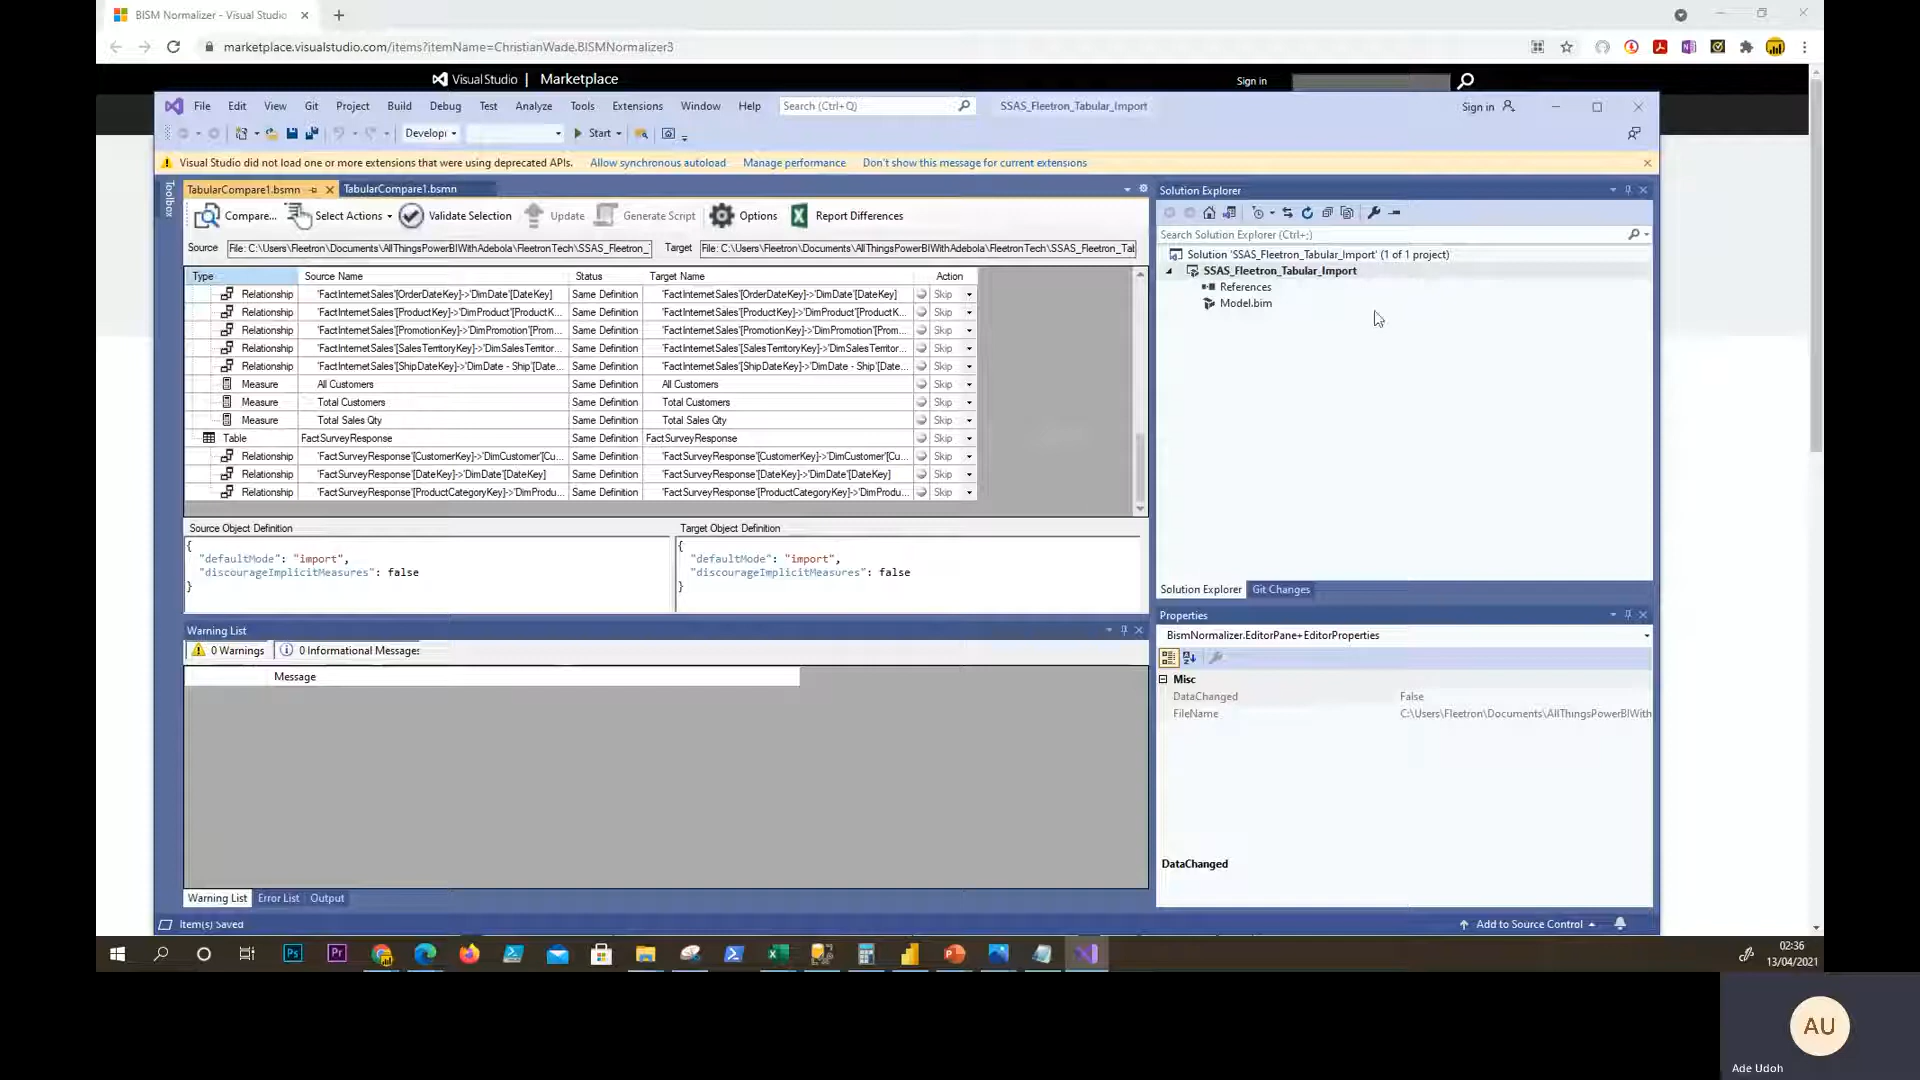 BISM Normalizer - Visual Studio
marketplace.visualstudio.com/items?itemName=ChristianWade.BISMNormalizer3
Visual Studio | Marketplace
Sign in
File Edit View Git Project Build Debug Test Analyze Tools Extensions Window Help Search (Ctrl+Q) SSAS_Fleetron_Tabular_Import Sign in
Develop Start
Visual Studio did not load one or more extensions that were using deprecated APIs. Allow synchronous autoload Manage performance Don't show this message for current extensions
Toolbox
TabularCompare1.bsmn TabularCompare1.bsmn
Compare... Select Actions Validate Selection Update Generate Script Options Report Differences
Source File: C:\Users\Fleetron\Documents\AllThingsPowerBIWithAdebola\FleetronTech\SSAS_Fleetron_ Target File: C:\Users\Fleetron\Documents\AllThingsPowerBIWithAdebola\FleetronTech\SSAS_Fleetron_Tal
Type Source Name Status Target Name Action
Relationship 'FactInternetSales'[OrderDateKey]->'DimDate'[DateKey] Same Definition 'FactInternetSales'[OrderDateKey]->'DimDate'[DateKey] Skip
Relationship 'FactInternetSales'[ProductKey]->'DimProduct'[ProductK... Same Definition 'FactInternetSales'[ProductKey]->'DimProduct'[ProductK... Skip
Relationship 'FactInternetSales'[PromotionKey]->'DimPromotion'[Prom... Same Definition 'FactInternetSales'[PromotionKey]->'DimPromotion'[Prom... Skip
Relationship 'FactInternetSales'[SalesTerritoryKey]->'DimSalesTerritor... Same Definition 'FactInternetSales'[SalesTerritoryKey]->'DimSalesTerritor... Skip
Relationship 'FactInternetSales'[ShipDateKey]->'DimDate - Ship'[Date... Same Definition 'FactInternetSales'[ShipDateKey]->'DimDate - Ship'[Date... Skip
Measure All Customers Same Definition All Customers Skip
Measure Total Customers Same Definition Total Customers Skip
Measure Total Sales Qty Same Definition Total Sales Qty Skip
Table FactSurveyResponse Same Definition FactSurveyResponse Skip
Relationship 'FactSurveyResponse'[CustomerKey]->'DimCustomer'[Cu... Same Definition 'FactSurveyResponse'[CustomerKey]->'DimCustomer'[Cu... Skip
Relationship 'FactSurveyResponse'[DateKey]->'DimDate'[DateKey] Same Definition 'FactSurveyResponse'[DateKey]->'DimDate'[DateKey] Skip
Relationship 'FactSurveyResponse'[ProductCategoryKey]->'DimProdu... Same Definition 'FactSurveyResponse'[ProductCategoryKey]->'DimProdu... Skip
Source Object Definition
{
"defaultMode": "import",
"discourageImplicitMeasures": false
}
Target Object Definition
{
"defaultMode": "import",
"discourageImplicitMeasures": false
}
Warning List
0 Warnings 0 Informational Messages
Message
Warning List Error List Output
Solution Explorer
Search Solution Explorer (Ctrl+;)
Solution 'SSAS_Fleetron_Tabular_Import' (1 of 1 project)
SSAS_Fleetron_Tabular_Import
References
Model.bim
Solution Explorer Git Changes
Properties
BismNormalizer.EditorPane+EditorProperties
Misc
DataChanged False
FileName C:\Users\Fleetron\Documents\AllThingsPowerBIWith
DataChanged
Item(s) Saved
Add to Source Control
02:36
13/04/2021
AU
Ade Udoh